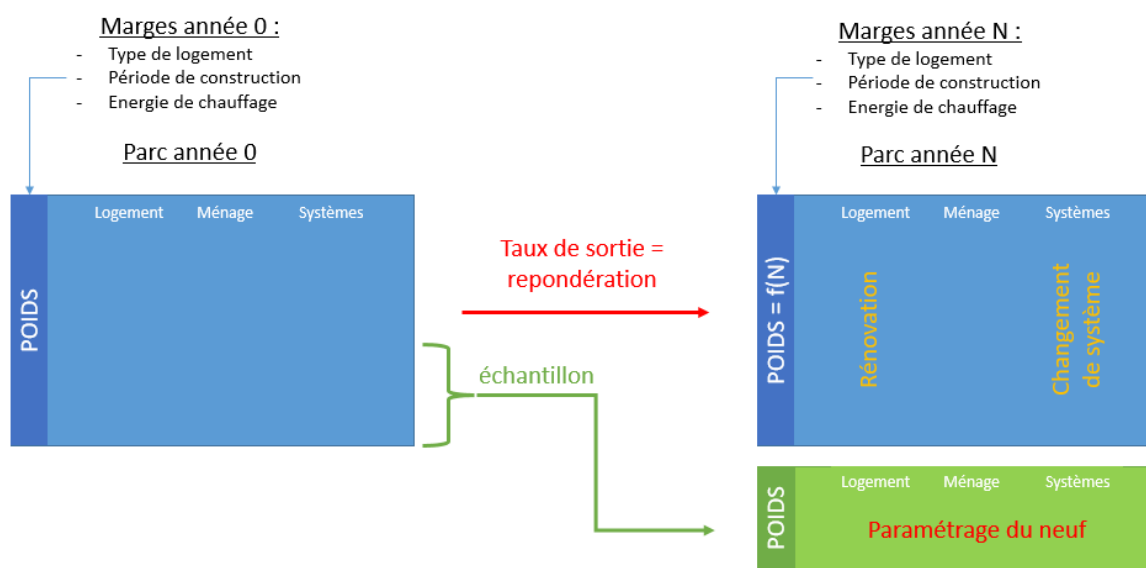 Marges année 0 :
- Type de logement
- Période de construction
- Energie de chauffage
Parc année 0
POIDS
Logement Ménage Systèmes
Taux de sortie =
repondération
échantillon
Marges année N :
- Type de logement
- Période de construction
- Energie de chauffage
Parc année N
POIDS = f(N)
Logement Ménage Systèmes
Rénovation
Changement
de système
POIDS
Logement Ménage Systèmes
Paramétrage du neuf